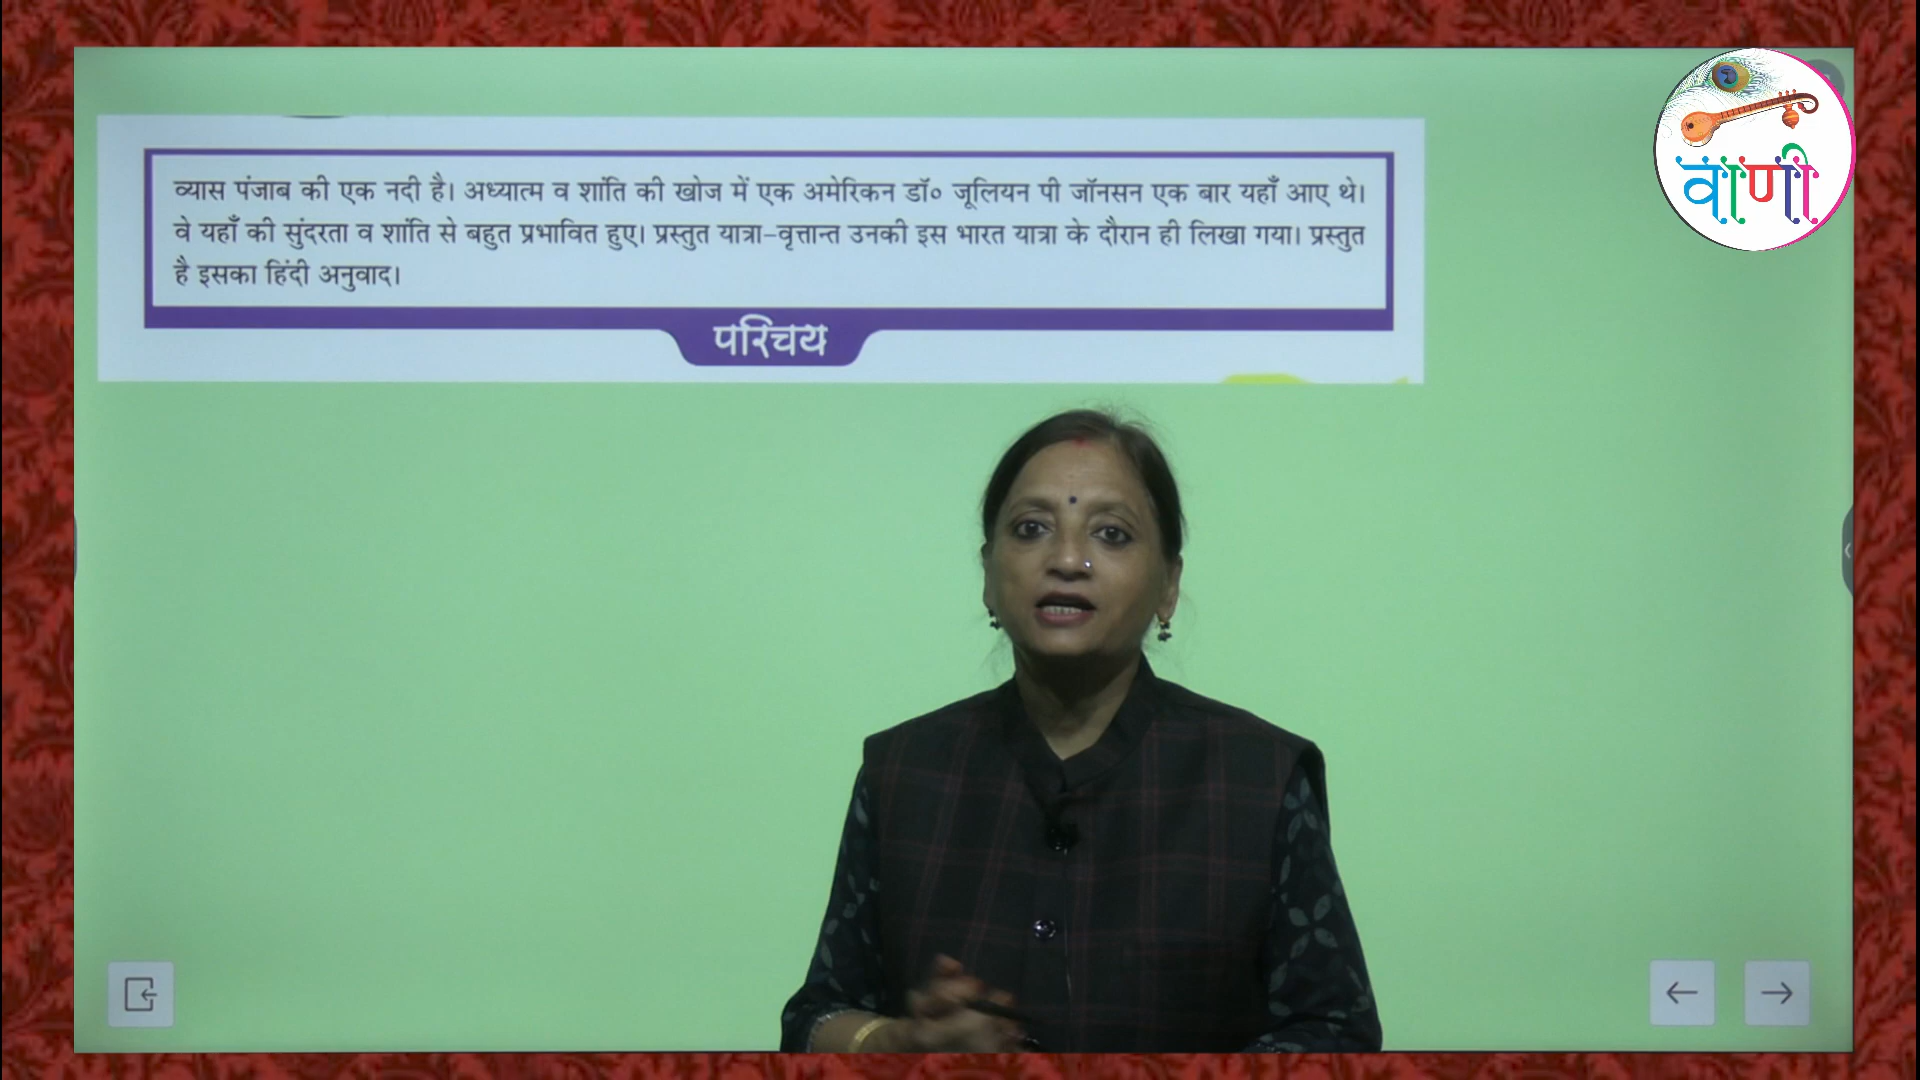 व्यास पंजाब की एक नदी है। अध्यात्म व शांति की खोज में एक अमेरिकन डॉ० जूलियन पी जॉनसन एक बार यहाँ आए थे।
वे यहाँ की सुंदरता व शांति से बहुत प्रभावित हुए। प्रस्तुत यात्रा-वृत्तान्त उनकी इस भारत यात्रा के दौरान ही लिखा गया। प्रस्तुत
है इसका हिंदी अनुवाद।
परिचय
वाणी